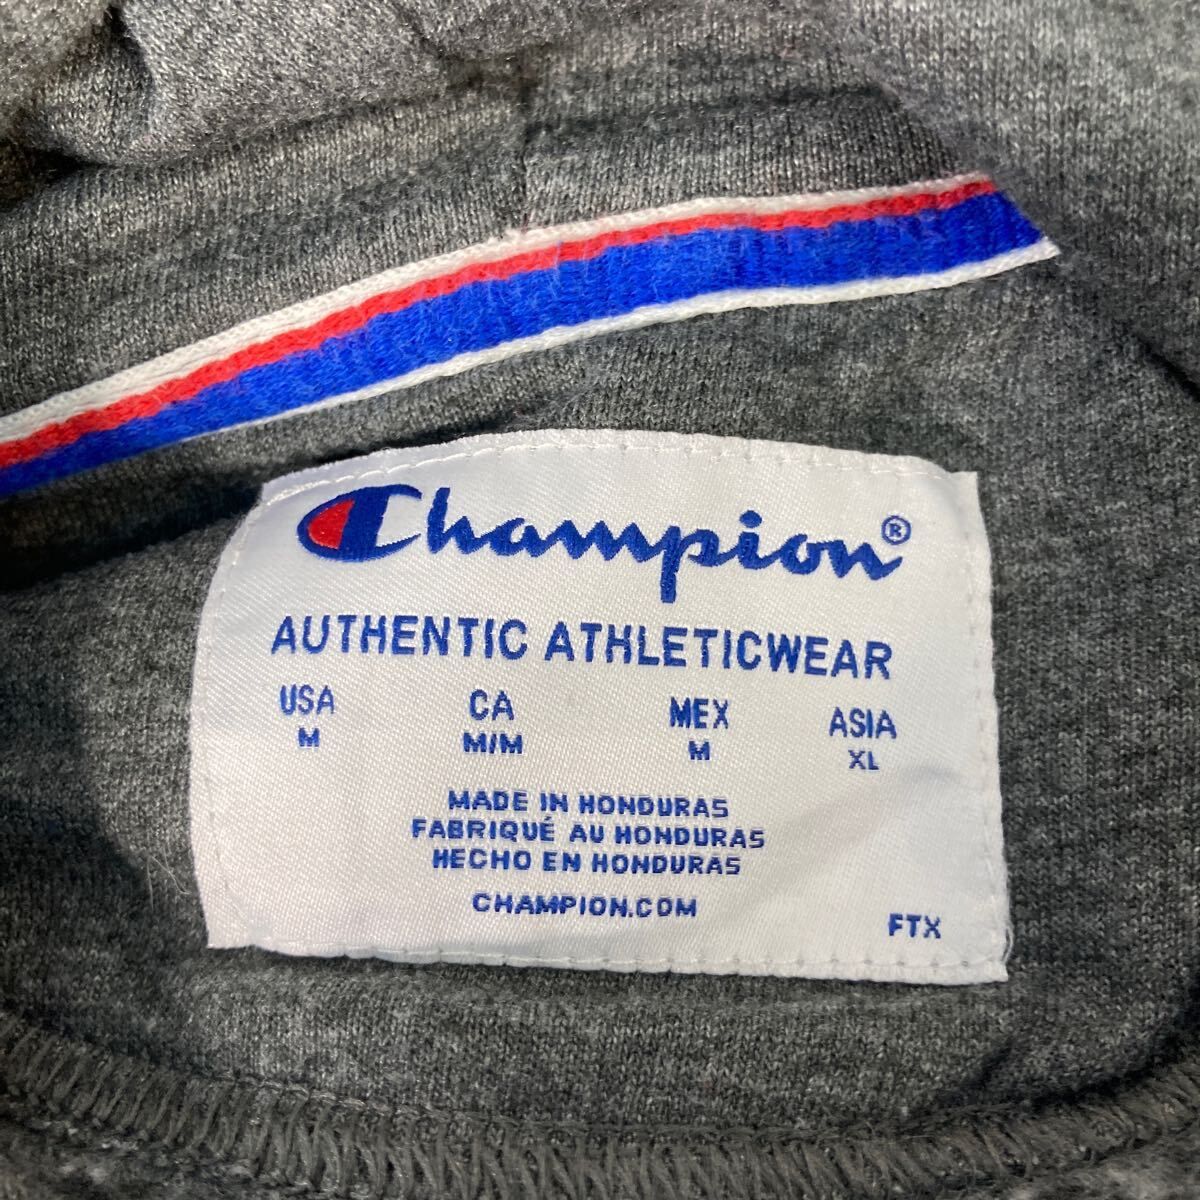 Champion®
AUTHENTIC ATHLETICWEAR
USA CA MEX ASIA
M M/M M XL
MADE IN HONDURAS
FABRIQUÉ AU HONDURAS
HECHO EN HONDURAS
CHAMPION.COM
FTX